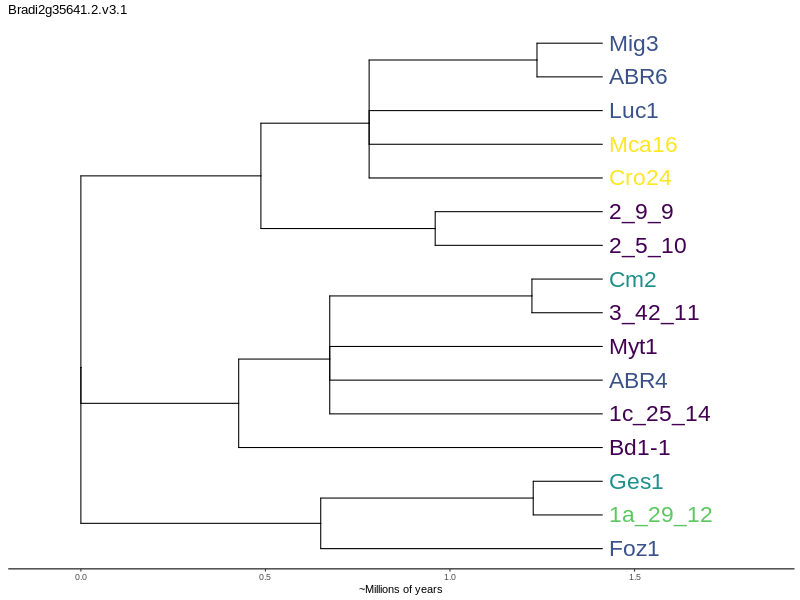 Bradi2g35641.2.v3.1
Mig3
ABR6
Luc1
Mca16
Cro24
2_9_9
2_5_10
Cm2
3_42_11
Myt1
ABR4
1c_25_14
Bd1-1
Ges1
1a_29_12
Foz1
0.0 0.5 1.0 1.5
~Millions of years